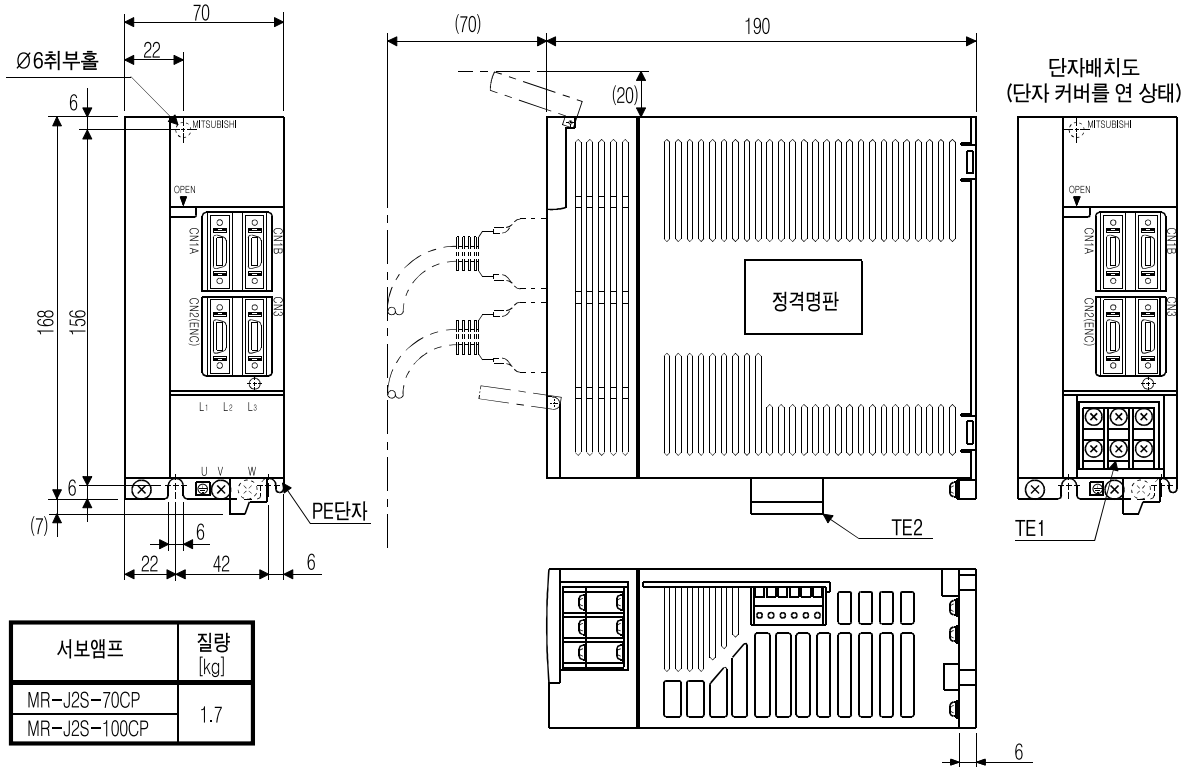 70
22
Ø6취부홀
6
MITSUBISHI
OPEN
CN1A
CN1B
CN2(ENC)
CN3
168
156
L1 L2 L3
U V W
6
(7)
PE단자
6
22
42
6
(70)
190
(20)
정격명판
TE2
단자배치도
(단자 커버를 연 상태)
MITSUBISHI
OPEN
CN1A
CN1B
CN2(ENC)
CN3
TE1
6
서보앰프 질량
[kg]
MR-J2S-70CP 1.7
MR-J2S-100CP